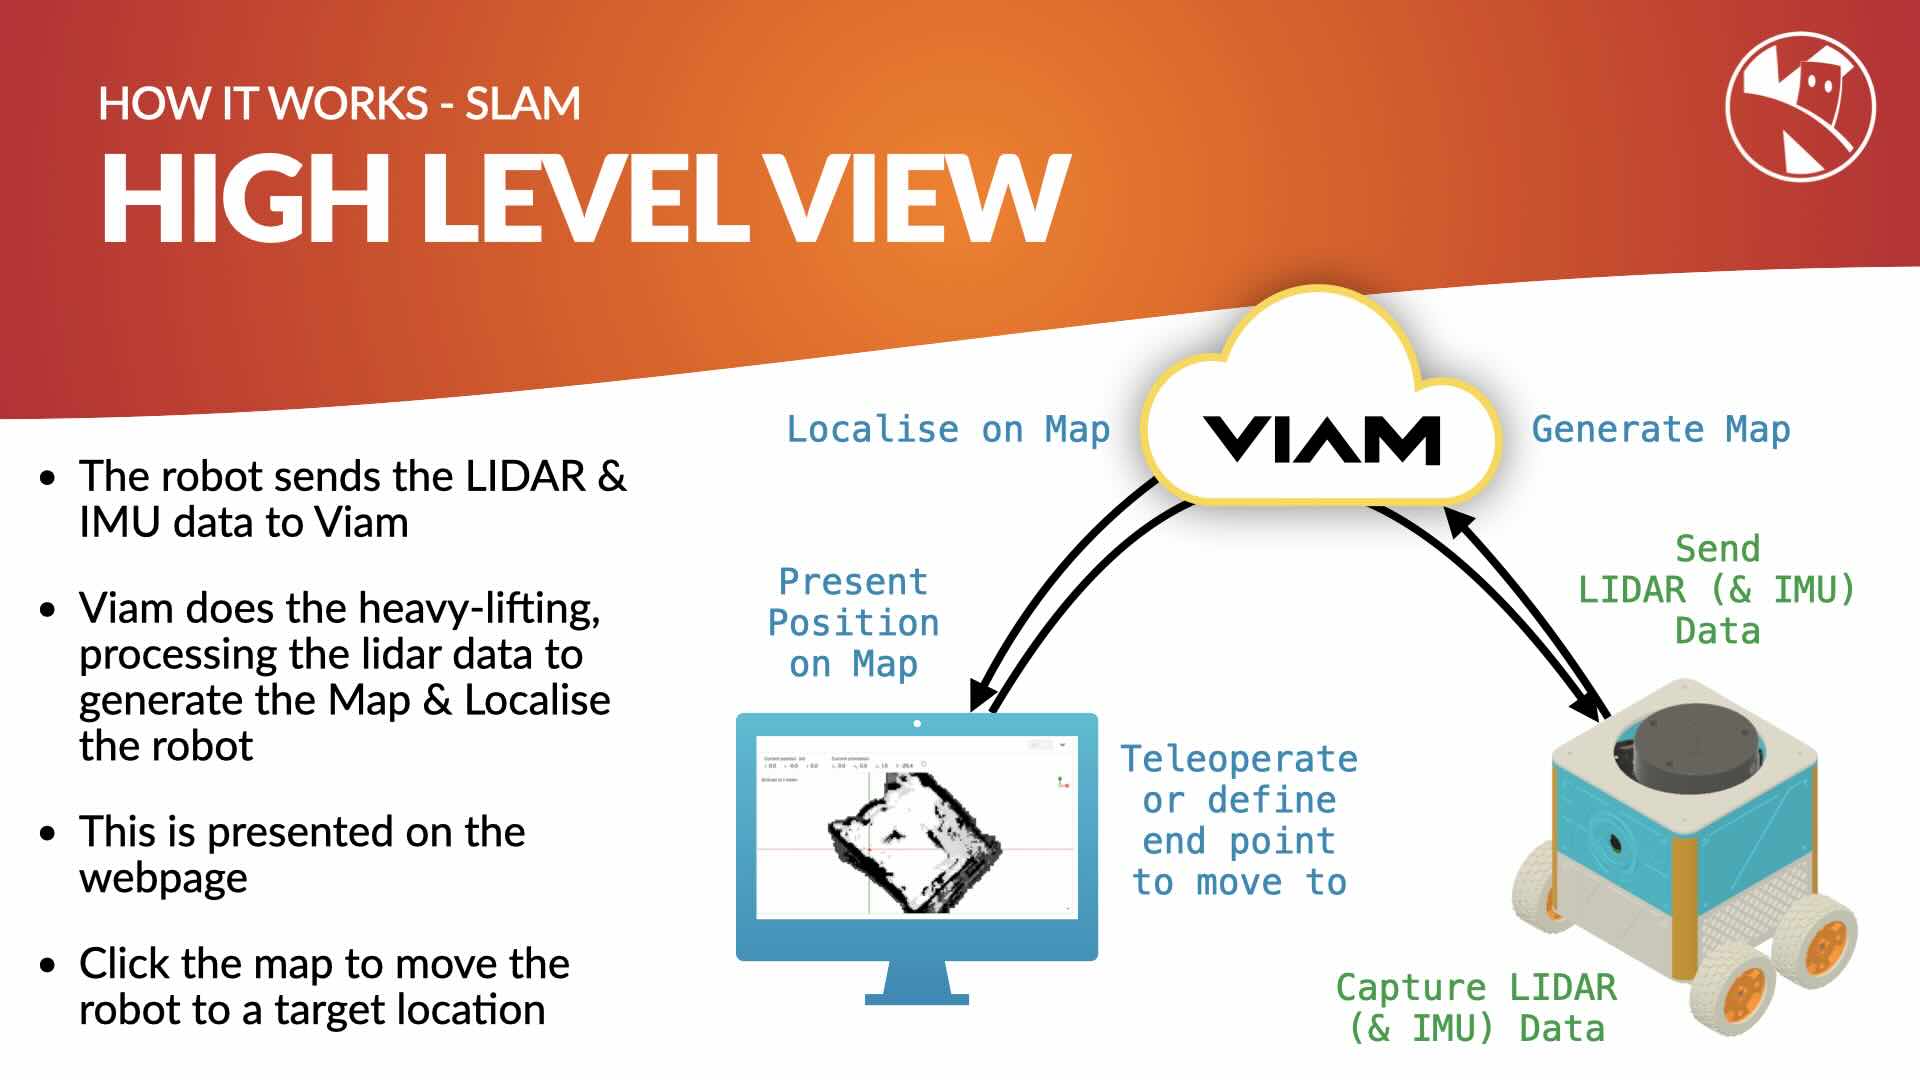 HOW IT WORKS - SLAM
HIGH LEVEL VIEW
• The robot sends the LIDAR &
IMU data to Viam
• Viam does the heavy-lifting,
processing the lidar data to
generate the Map & Localise
the robot
• This is presented on the
webpage
• Click the map to move the
robot to a target location
Localise on Map
VIAM
Generate Map
Present
Position
on Map
Send
LIDAR (& IMU)
Data
Teleoperate
or define
end point
to move to
Capture LIDAR
(& IMU) Data